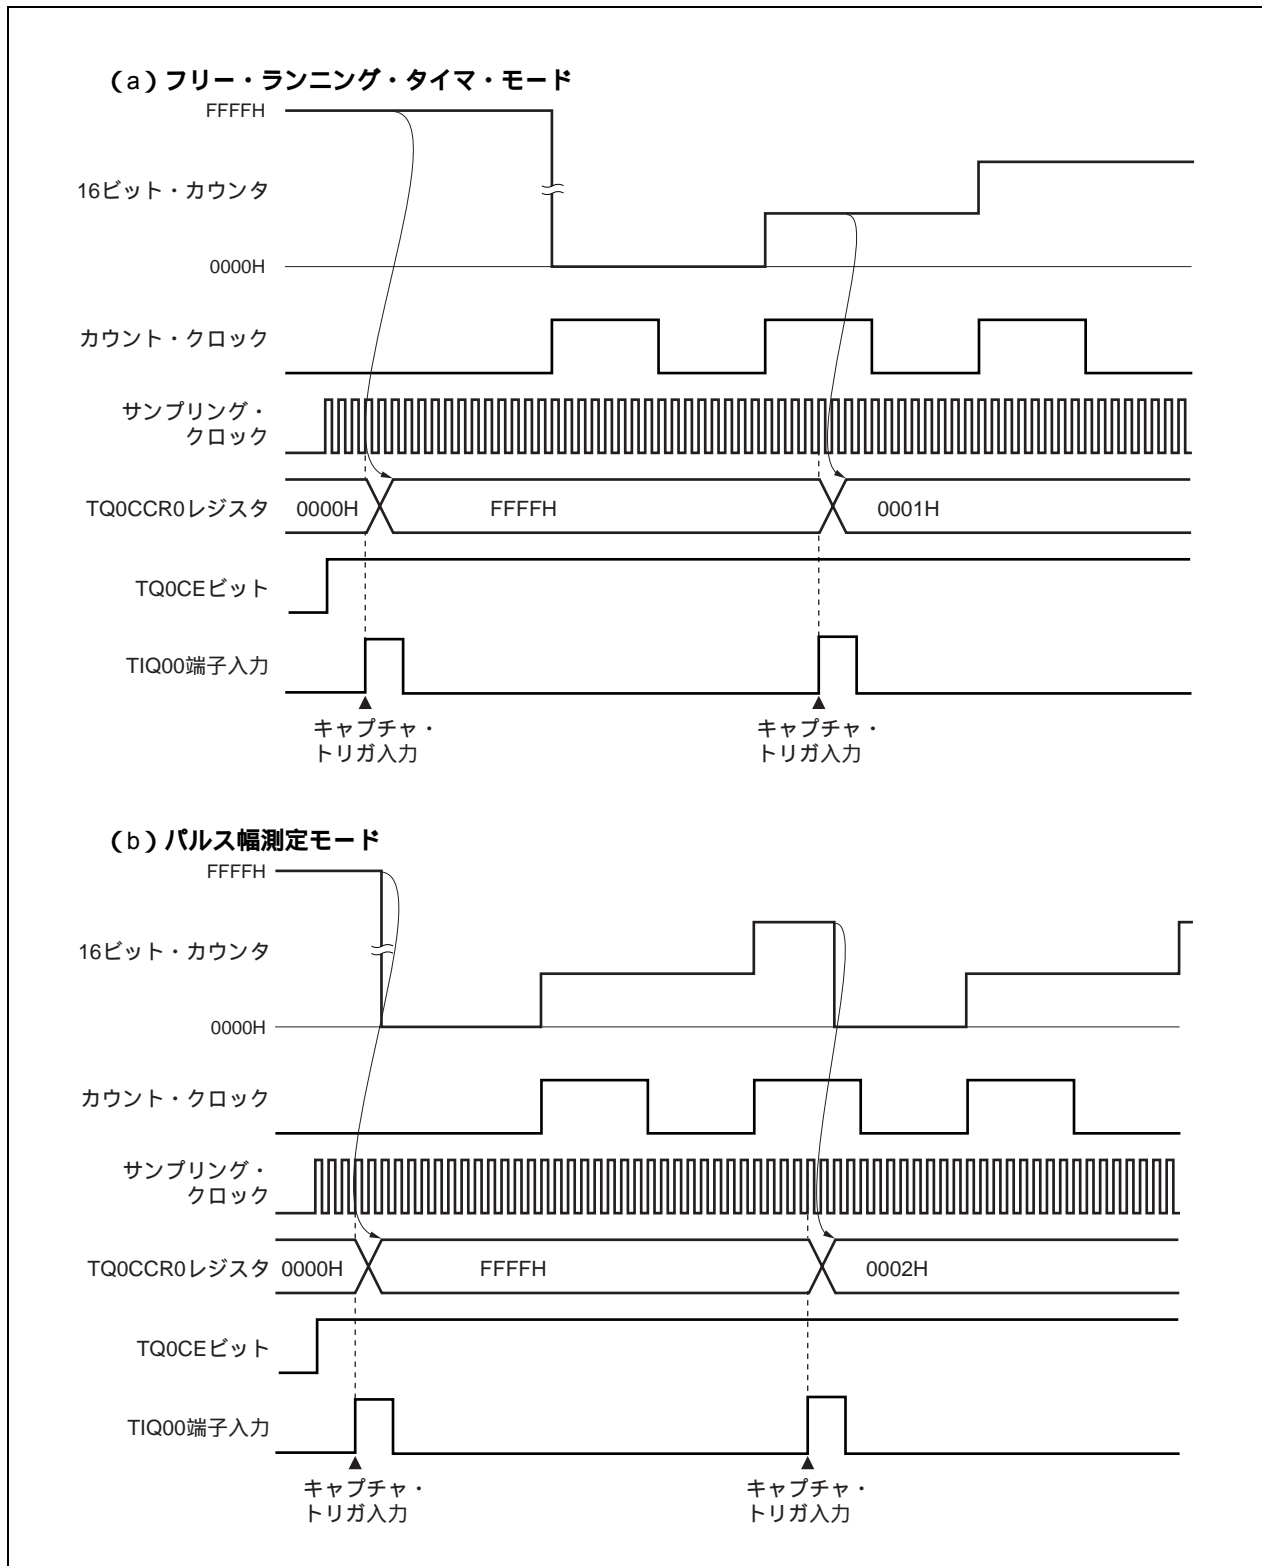 (a)フリー・ランニング・タイマ・モード
FFFFH
16ビット・カウンタ
0000H
カウント・クロック
サンプリング・
クロック
TQ0CCR0レジスタ 0000H FFFFH 0001H
TQ0CEビット
TIQ00端子入力
キャプチャ・ キャプチャ・
トリガ入力 トリガ入力
(b)パルス幅測定モード
FFFFH
16ビット・カウンタ
0000H
カウント・クロック
サンプリング・
クロック
TQ0CCR0レジスタ 0000H FFFFH 0002H
TQ0CEビット
TIQ00端子入力
キャプチャ・ キャプチャ・
トリガ入力 トリガ入力